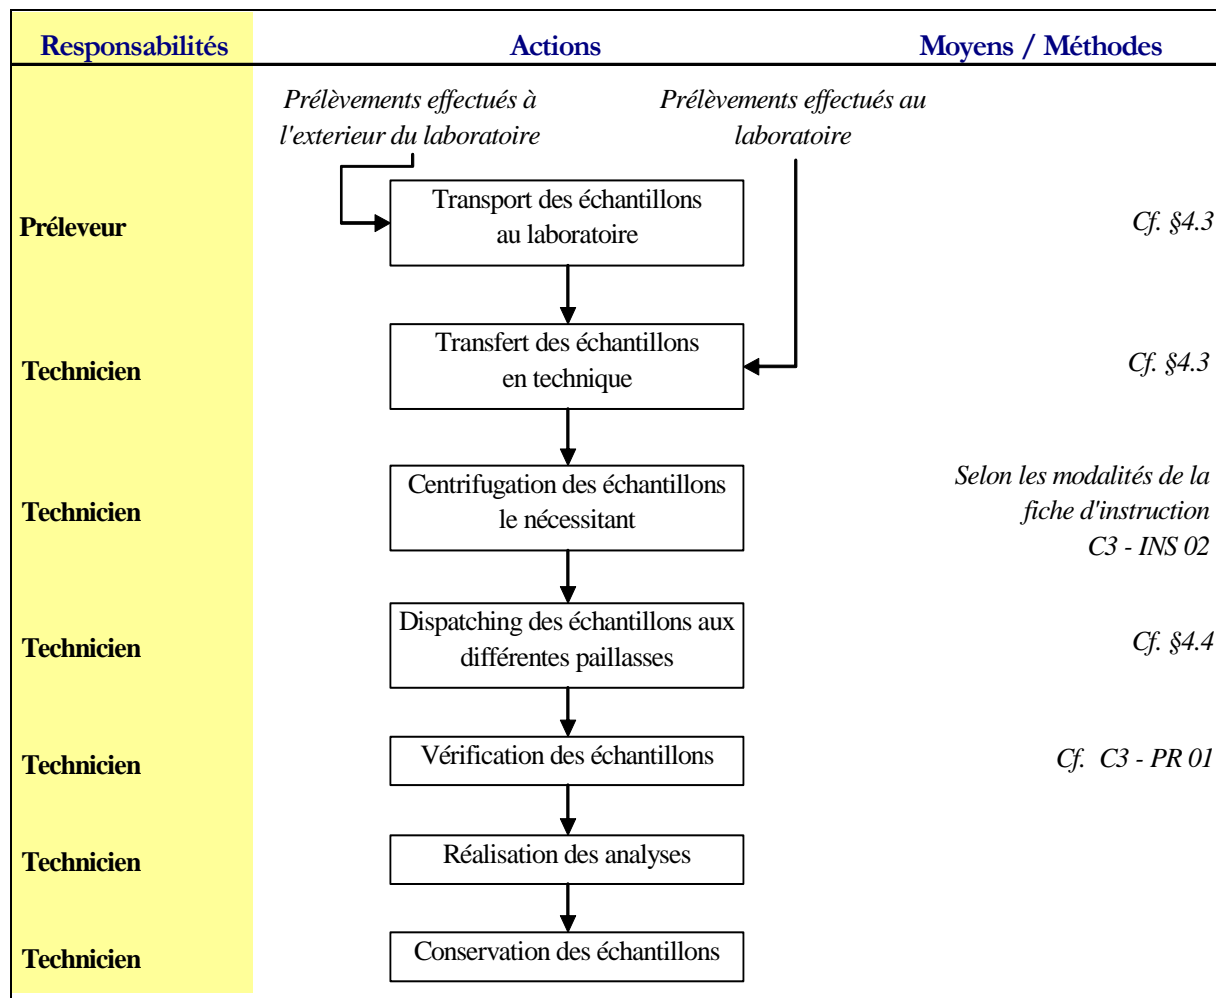 Responsabilités Actions Moyens / Méthodes
Prélèvements effectués à
l'exterieur du laboratoire
Prélèvements effectués au
laboratoire
Préleveur
Transport des échantillons
au laboratoire
Cf. §4.3
Technicien
Transfert des échantillons
en technique
Cf. §4.3
Technicien
Centrifugation des échantillons
le nécessitant
Selon les modalités de la
fiche d'instruction
C3 - INS 02
Technicien
Dispatching des échantillons aux
différentes paillasses
Cf. §4.4
Technicien
Vérification des échantillons
Cf. C3 - PR 01
Technicien
Réalisation des analyses
Technicien
Conservation des échantillons